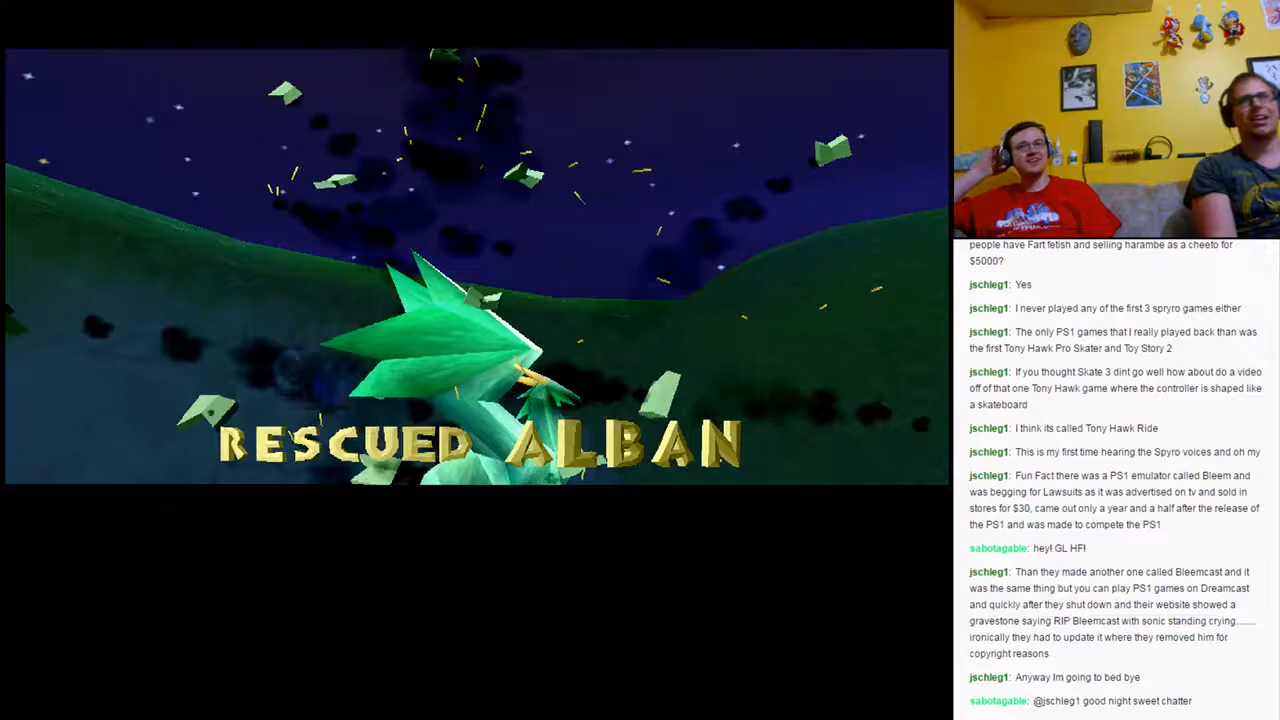 RESCUED ALBAN
people have Fart fetish and selling harambe as a cheeto for
$5000?
jschleg1: Yes
jschleg1: I never played any of the first 3 spryro games either
jschleg1: The only PS1 games that I really played back than was
the first Tony Hawk Pro Skater and Toy Story 2
jschleg1: If you thought Skate 3 dint go well how about do a video
off of that one Tony Hawk game where the controller is shaped like
a skateboard
jschleg1: I think its called Tony Hawk Ride
jschleg1: This is my first time hearing the Spyro voices and oh my
jschleg1: Fun Fact there was a PS1 emulator called Bleem and
was begging for Lawsuits as it was advertised on tv and sold in
stores for $30, came out only a year and a half after the release of
the PS1 and was made to compete the PS1
sabotagable: hey! GL HF!
jschleg1: Than they made another one called Bleemcast and it
was the same thing but you can play PS1 games on Dreamcast
and quickly after they shut down and their website showed a
gravestone saying RIP Bleemcast with sonic standing crying........
ironically they had to update it where they removed him for
copyright reasons
jschleg1: Anyway Im going to bed bye
sabotagable: @jschleg1 good night sweet chatter